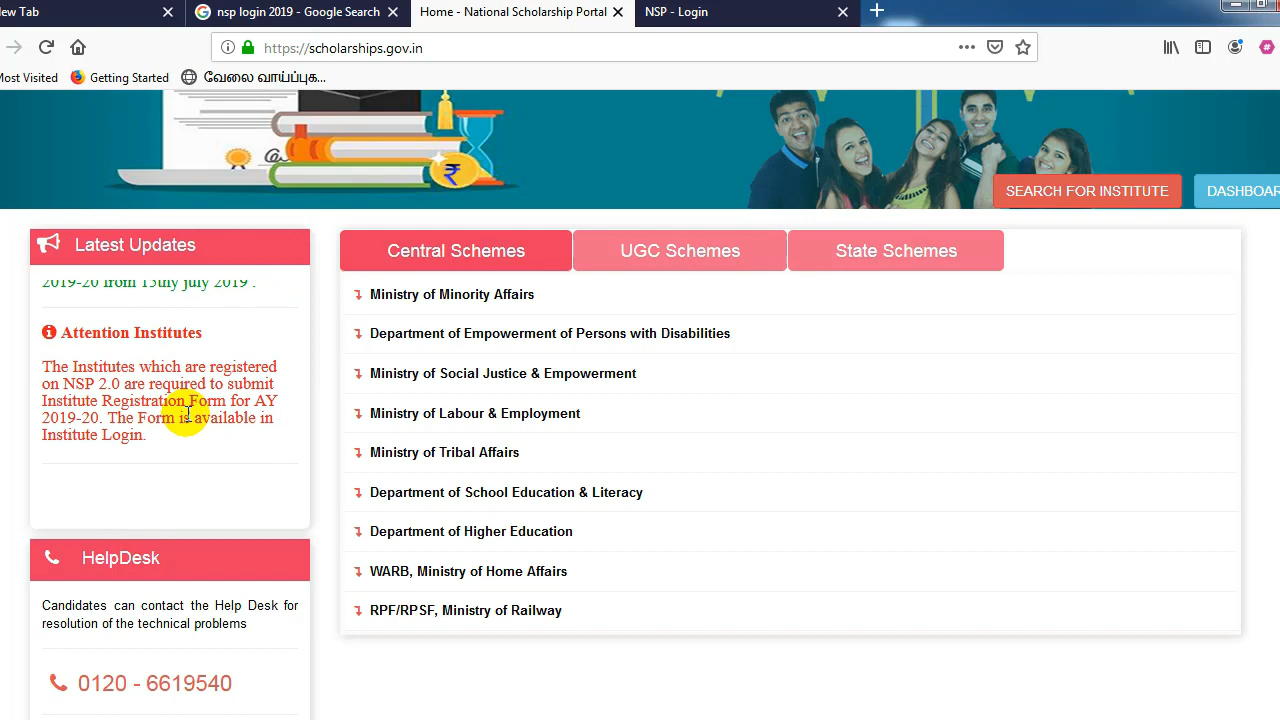 ew Tab
nsp login 2019 - Google Search
Home - National Scholarship Portal
NSP - Login
https://scholarships.gov.in
Most Visited
Getting Started
வேலை வாய்ப்புக...
SEARCH FOR INSTITUTE
DASHBOAR
Latest Updates
2019-20 from 15thy july 2019 .
Attention Institutes
The Institutes which are registered
on NSP 2.0 are required to submit
Institute Registration Form for AY
2019-20. The Form is available in
Institute Login.
HelpDesk
Candidates can contact the Help Desk for
resolution of the technical problems
0120 - 6619540
Central Schemes
UGC Schemes
State Schemes
Ministry of Minority Affairs
Department of Empowerment of Persons with Disabilities
Ministry of Social Justice & Empowerment
Ministry of Labour & Employment
Ministry of Tribal Affairs
Department of School Education & Literacy
Department of Higher Education
WARB, Ministry of Home Affairs
RPF/RPSF, Ministry of Railway